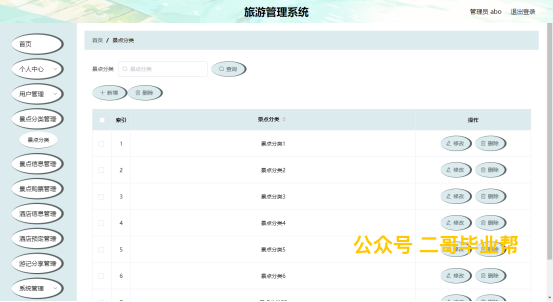 旅游管理系统
管理员 abo 退出登录
首页
个人中心
用户管理
景点分类管理
景点分类
景点信息管理
景点购票管理
酒店信息管理
酒店预定管理
游记分享管理
系统管理
首页 / 景点分类
景点分类 景点分类 查询
+ 新增 删除
索引 景点分类 操作
1 景点分类1 修改 删除
2 景点分类2 修改 删除
3 景点分类3 修改 删除
4 景点分类4 修改 删除
5 景点分类5
6 景点分类6 修改 删除
公众号 二哥毕业帮